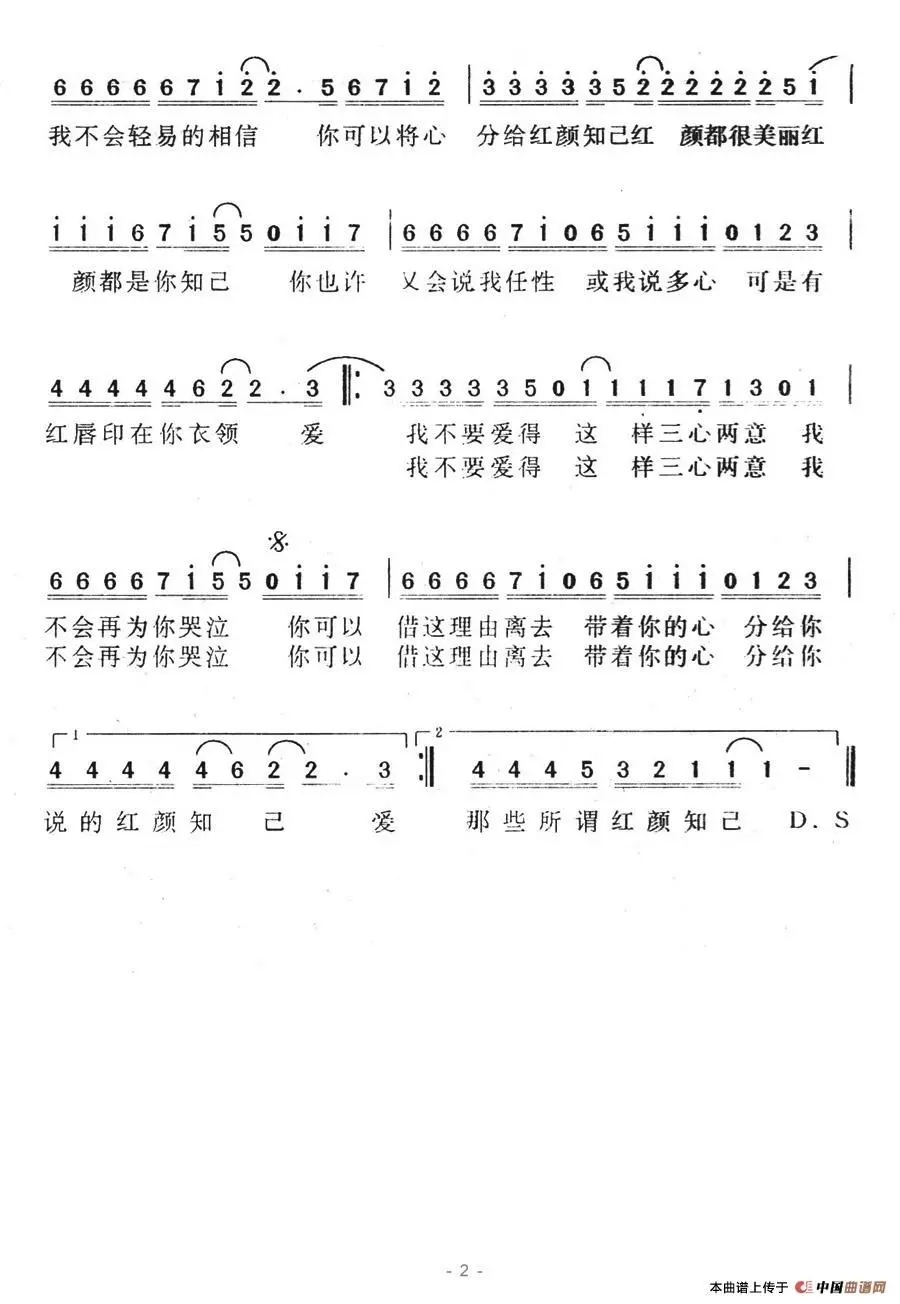 6 6 6 6 6 7 i 2 2 . 5 6 7 i 2 | 3 3 3 3 3 5 2 2 2 2 2 2 5 i |
我不会轻易的相信 你可以将心 分给红颜知己红 颜都很美丽红
i i i 6 7 i 5 5 0 i i 7 | 6 6 6 6 7 i 0 6 5 i i i 0 1 2 3 |
颜都是你知己 你也许 又会说我任性 或我说多心 可是有
4 4 4 4 4 6 2 2 . 3 ‖: 3 3 3 3 3 5 0 1 1 1 1 7 1 3 0 1 |
红唇印在你衣领 爱 我不要爱得 这 样三心两意 我
我不要爱得 这 样三心两意 我
6 6 6 6 6 7 i 5 5 0 i i 7 | 6 6 6 6 7 i 0 6 5 i i i 0 1 2 3 |
不会再为你哭泣 你可以 借这理由离去 带着你的心 分给你
不会再为你哭泣 你可以 借这理由离去 带着你的心 分给你
1 2
4 4 4 4 4 6 2 2 . 3 :‖ 4 4 4 5 3 2 1 1 1 - ‖
说的红颜知 己 爱 那些所谓红颜知己 D.S
- 2 -
本曲谱上传于 中国曲谱网